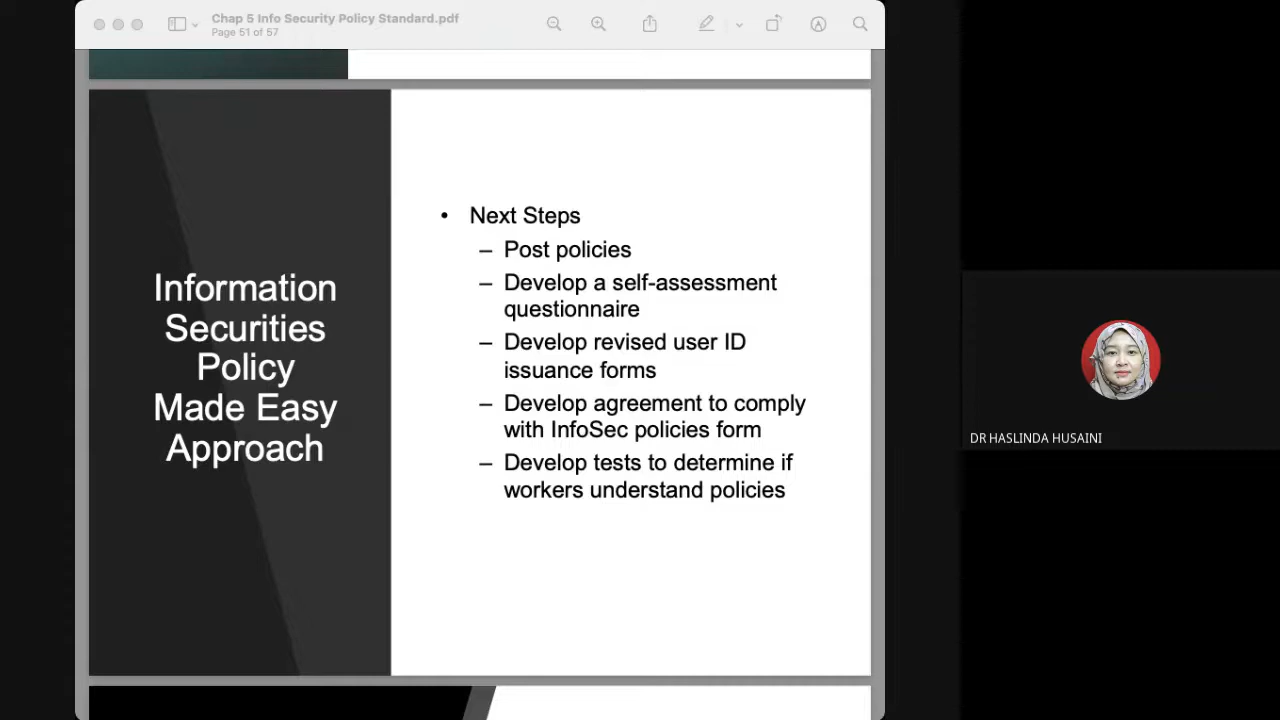 Chap 5 Info Security Policy Standard.pdf
Page 51 of 57
Information
Securities
Policy
Made Easy
Approach
• Next Steps
– Post policies
– Develop a self-assessment
questionnaire
– Develop revised user ID
issuance forms
– Develop agreement to comply
with InfoSec policies form
– Develop tests to determine if
workers understand policies
DR HASLINDA HUSAINI